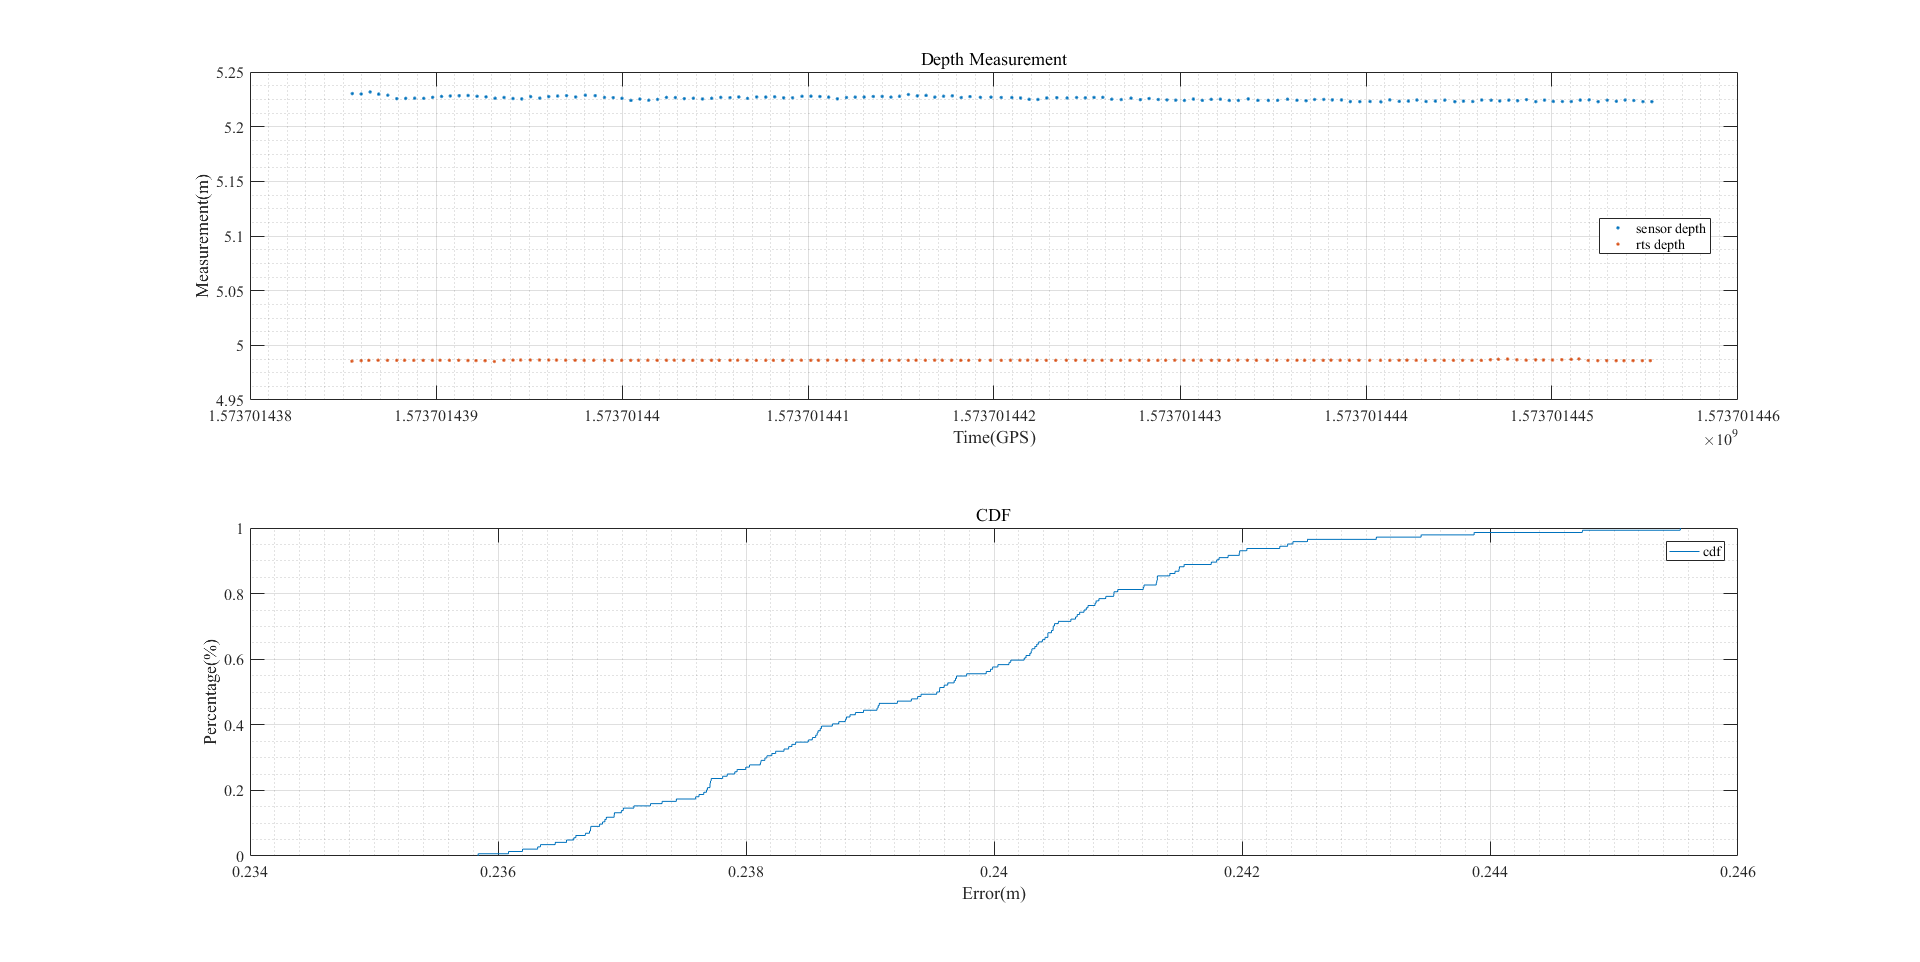 Depth Measurement
5.25
5.2
5.15
5.1
5.05
5
4.95
Measurement(m)
sensor depth
rts depth
1.573701438 1.573701439 1.57370144 1.573701441 1.573701442 1.573701443 1.573701444 1.573701445 1.573701446
Time(GPS)
×10⁹
CDF
1
0.8
0.6
0.4
0.2
0
Percentage(%)
cdf
0.234 0.236 0.238 0.24 0.242 0.244 0.246
Error(m)